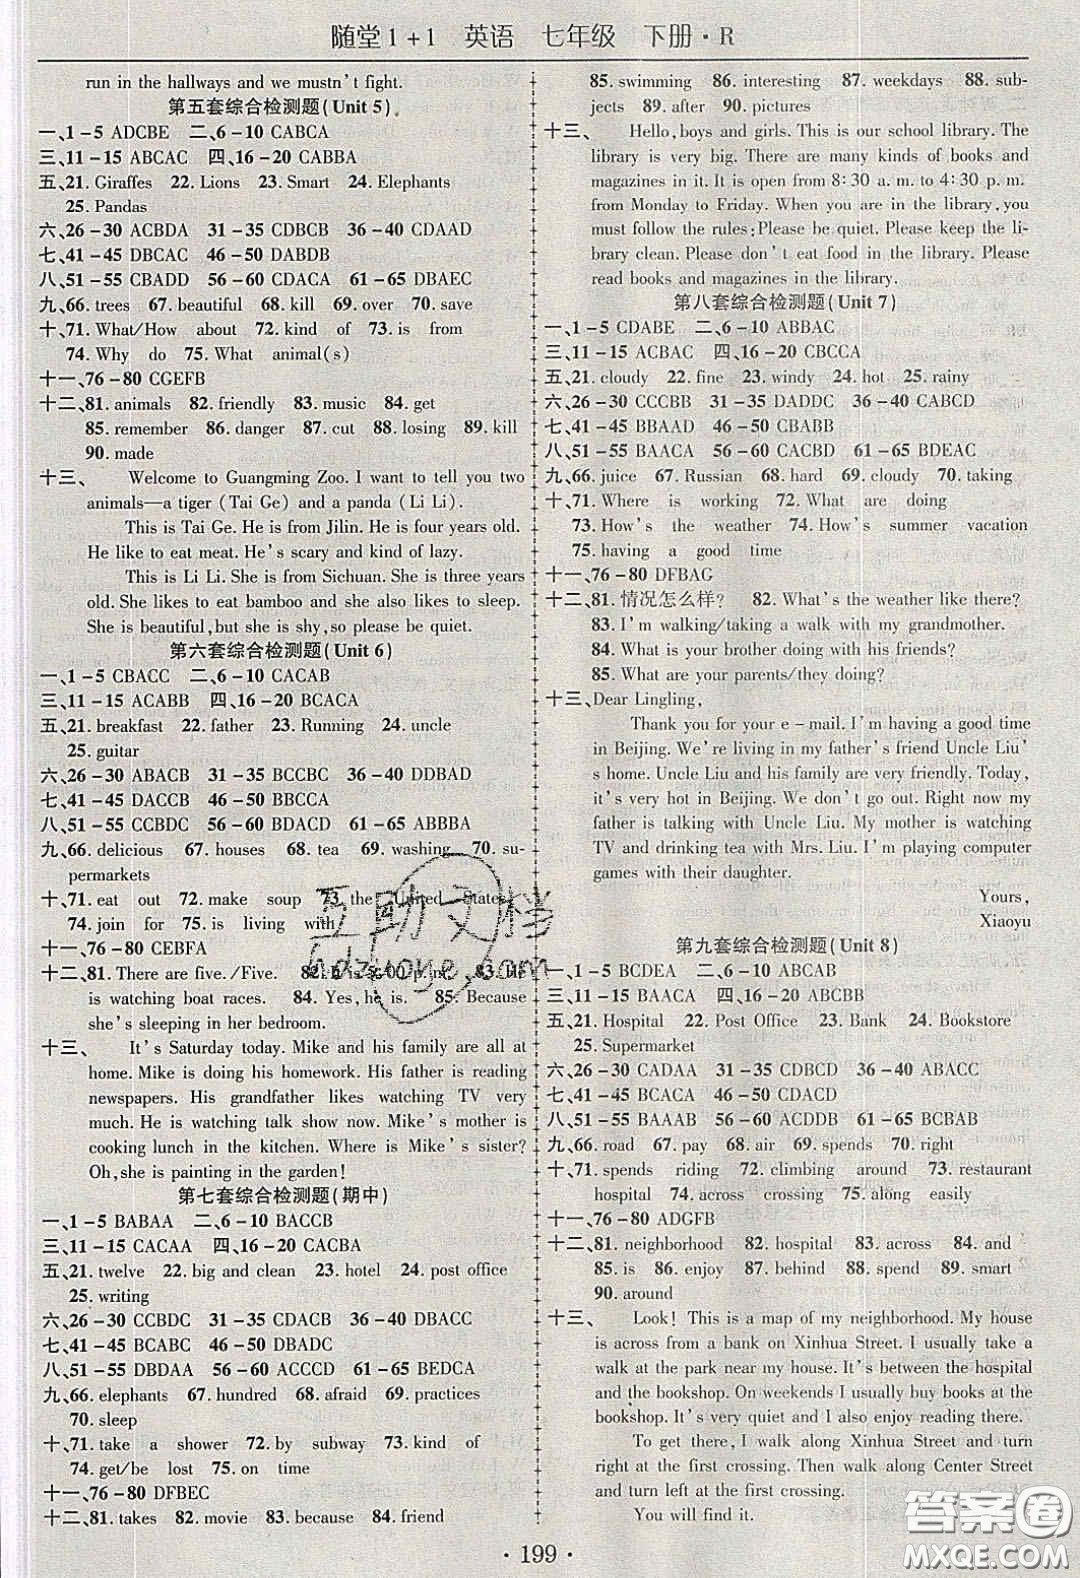 随堂1+1 英语 七年级 下册·R
run in the hallways and we mustn't fight.
第五套综合检测题(Unit 5)
一、1-5 ADCBE 二、6-10 CABCA
三、11-15 ABCAC 四、16-20 CABBA
五、21. Giraffes 22. Lions 23. Smart 24. Elephants
25. Pandas
六、26-30 ACBDA 31-35 CDBCB 36-40 CDAAD
七、41-45 DBCAC 46-50 DABDB
八、51-55 CBADD 56-60 CDACA 61-65 DBAEC
九、66. trees 67. beautiful 68. kill 69. over 70. save
十、71. What/How about 72. kind of 73. is from
74. Why do 75. What animal(s)
十一、76-80 CGEFB
十二、81. animals 82. friendly 83. music 84. get
85. remember 86. danger 87. cut 88. losing 89. kill
90. made
十三、 Welcome to Guangming Zoo. I want to tell you two
animals—a tiger (Tai Ge) and a panda (Li Li).
This is Tai Ge. He is from Jilin. He is four years old.
He like to eat meat. He's scary and kind of lazy.
This is Li Li. She is from Sichuan. She is three years
old. She likes to eat bamboo and she also likes to sleep.
She is beautiful, but she is shy, so please be quiet.
第六套综合检测题(Unit 6)
一、1-5 CBACC 二、6-10 CACAB
三、11-15 ACABB 四、16-20 BCACA
五、21. breakfast 22. father 23. Running 24. uncle
25. guitar
六、26-30 ABACB 31-35 BCCBC 36-40 DDBAD
七、41-45 DACCB 46-50 BBCCA
八、51-55 CCBDC 56-60 BDACD 61-65 ABBBA
九、66. delicious 67. houses 68. tea 69. washing 70. su-
permarkets
十、71. eat out 72. make soup 73. the United States
74. join for 75. is living with
十一、76-80 CEBFA
十二、81. There are five. /Five. 83. He
is watching boat races. 84. Yes, he is. 85. Because
she's sleeping in her bedroom.
十三、 It's Saturday today. Mike and his family are all at
home. Mike is doing his homework. His father is reading
newspapers. His grandfather likes watching TV very
much. He is watching talk show now. Mike's mother is
cooking lunch in the kitchen. Where is Mike's sister?
Oh, she is painting in the garden!
第七套综合检测题(期中)
一、1-5 BABAA 二、6-10 BACCB
三、11-15 CACAA 四、16-20 CACBA
五、21. twelve 22. big and clean 23. hotel 24. post office
25. writing
六、26-30 CCBDC 31-35 CDACB 36-40 DBACC
七、41-45 BCABC 46-50 DBADC
八、51-55 DBDAA 56-60 ACCCD 61-65 BEDCA
九、66. elephants 67. hundred 68. afraid 69. practices
70. sleep
十、71. take a shower 72. by subway 73. kind of
74. get/be lost 75. on time
十一、76-80 DFBEC
十二、81. takes 82. movie 83. because 84. friend
85. swimming 86. interesting 87. weekdays 88. sub-
jects 89. after 90. pictures
十三、 Hello, boys and girls. This is our school library. The
library is very big. There are many kinds of books and
magazines in it. It is open from 8:30 a. m. to 4:30 p. m.
from Monday to Friday. When you are in the library, you
must follow the rules: Please be quiet. Please keep the li-
brary clean. Please don't eat food in the library. Please
read books and magazines in the library.
第八套综合检测题(Unit 7)
一、1-5 CDABE 二、6-10 ABBAC
三、11-15 ACBAC 四、16-20 CBCCA
五、21. cloudy 22. fine 23. windy 24. hot 25. rainy
六、26-30 CCCBB 31-35 DADDC 36-40 CABCD
七、41-45 BBAAD 46-50 CBABB
八、51-55 BAACA 56-60 CACBD 61-65 BDEAC
九、66. juice 67. Russian 68. hard 69. cloudy 70. taking
十、71. Where is working 72. What are doing
73. How's the weather 74. How's summer vacation
75. having a good time
十一、76-80 DFBAG
十二、81. 情况怎么样? 82. What's the weather like there?
83. I'm walking/taking a walk with my grandmother.
84. What is your brother doing with his friends?
85. What are your parents/they doing?
十三、Dear Lingling,
Thank you for your e-mail. I'm having a good time
in Beijing. We're living in my father's friend Uncle Liu's
's home. Uncle Liu and his family are very friendly. Today,
it's very hot in Beijing. We don't go out. Right now my
father is talking with Uncle Liu. My mother is watching
TV and drinking tea with Mrs. Liu. I'm playing computer
games with their daughter.
Yours,
Xiaoyu
第九套综合检测题(Unit 8)
一、1-5 BCDEA 二、6-10 ABCAB
三、11-15 BAACA 四、16-20 ABCBB
五、21. Hospital 22. Post Office 23. Bank 24. Bookstore
25. Supermarket
六、26-30 CADAA 31-35 CDBCD 36-40 ABACC
七、41-45 BCACA 46-50 CDACD
八、51-55 BAAAB 56-60 ACDDB 61-65 BCBAB
九、66. road 67. pay 68. air 69. spends 70. right
十、71. spends riding 72. climbing around 73. restaurant
hospital 74. across crossing 75. along easily
十一、76-80 ADGFB
十二、81. neighborhood 82. hospital 83. across 84. and
85. is 86. enjoy 87. behind 88. spend 89. smart
90. around
十三、 Look! This is a map of my neighborhood. My house
is across from a bank on Xinhua Street. I usually take a
walk at the park near my house. It's between the hospital
and the bookshop. On weekends I usually buy books at the
bookshop. It's very quiet and I also enjoy reading there.
To get there, I walk along Xinhua Street and turn
right at the first crossing. Then walk along Center Street
and turn left at the first crossing.
You will find it.
· 199 ·
互助文档
hdzuoye.com
答案圈
MXQE.COM